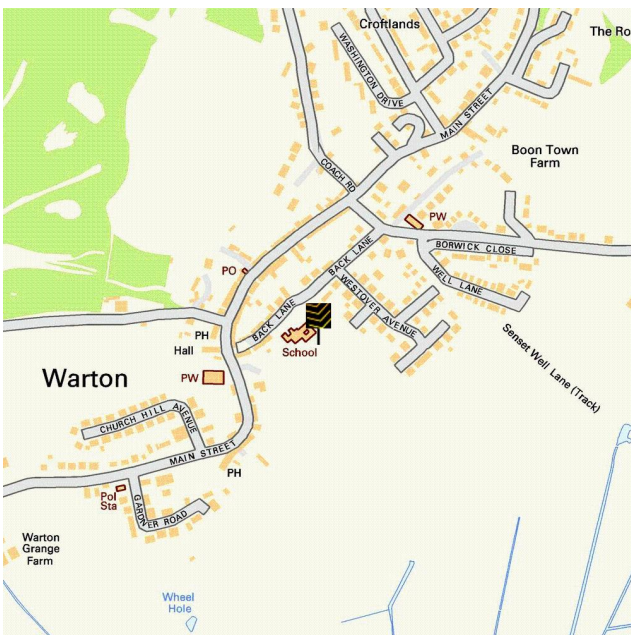 Croftlands
The Ro
WASHINGTON DRIVE
MAIN STREET
Boon Town
Farm
COACH RD
PW
BORWICK CLOSE
BACK LANE
PO
WELL LANE
WESTOVER AVENUE
BACK LANE
PH
Hall
School
Senset Well Lane (Track)
Warton
PW
CHURCH HILL AVENUE
MAIN STREET
PH
Pol
Sta
GARDNER ROAD
Warton
Grange
Farm
Wheel
Hole